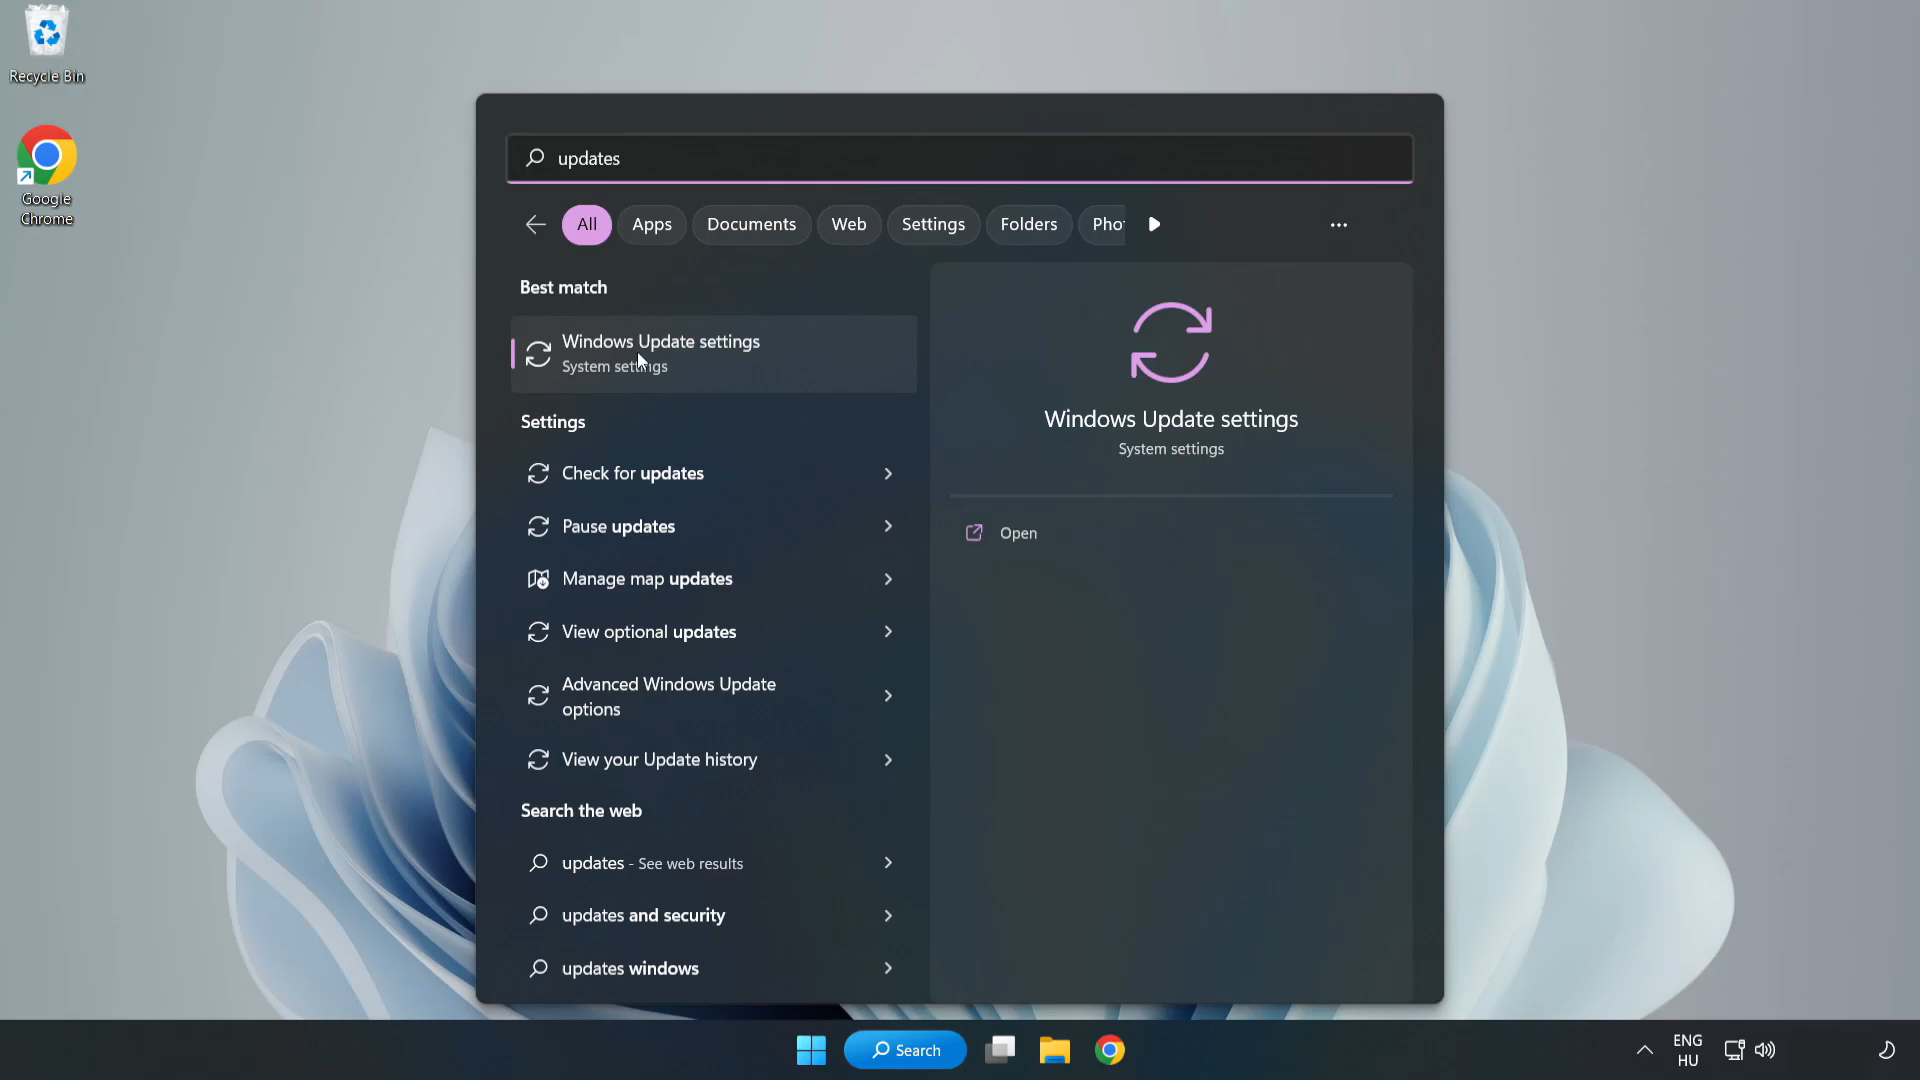 Recycle Bin
Google
Chrome
updates
All
Apps
Documents
Web
Settings
Folders
Best match
Windows Update settings
System settings
Settings
Check for updates
Pause updates
Manage map updates
View optional updates
Advanced Windows Update
options
View your Update history
Search the web
updates - See web results
updates and security
updates windows
Windows Update settings
System settings
Open
Search
ENG
HU